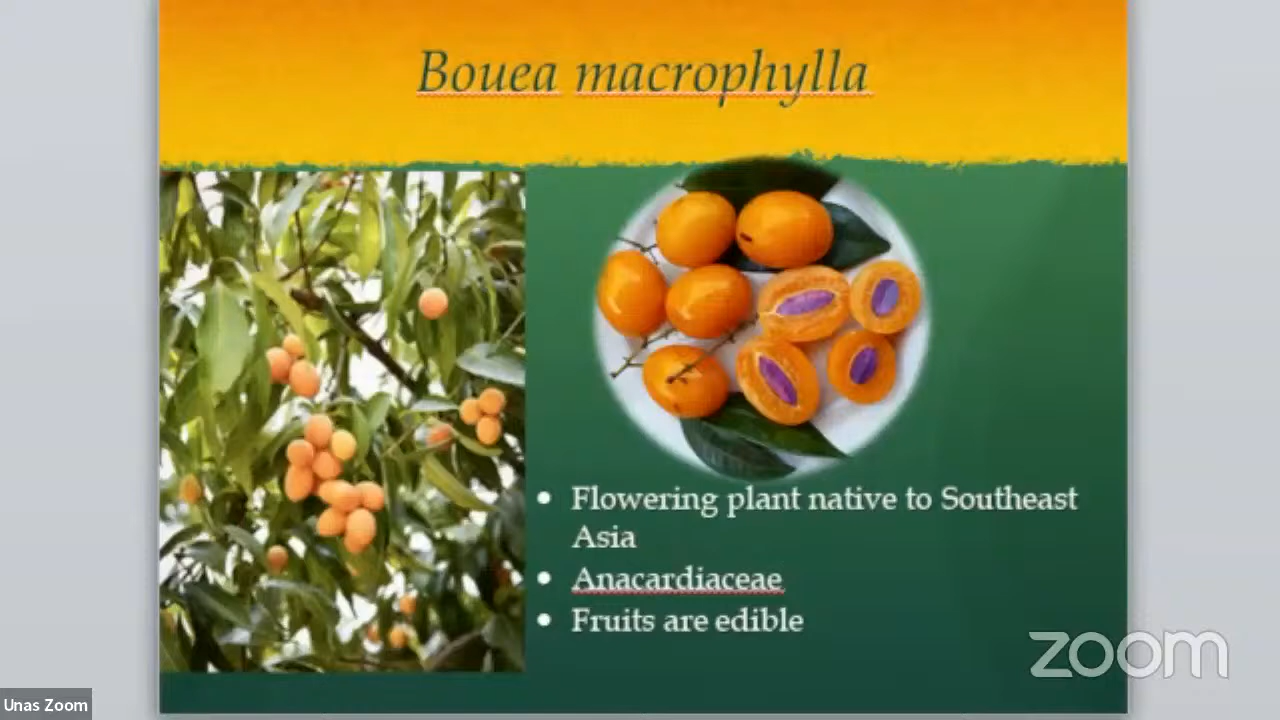 Bouea macrophylla
• Flowering plant native to Southeast
Asia
• Anacardiaceae
• Fruits are edible
zoom
Unas Zoom